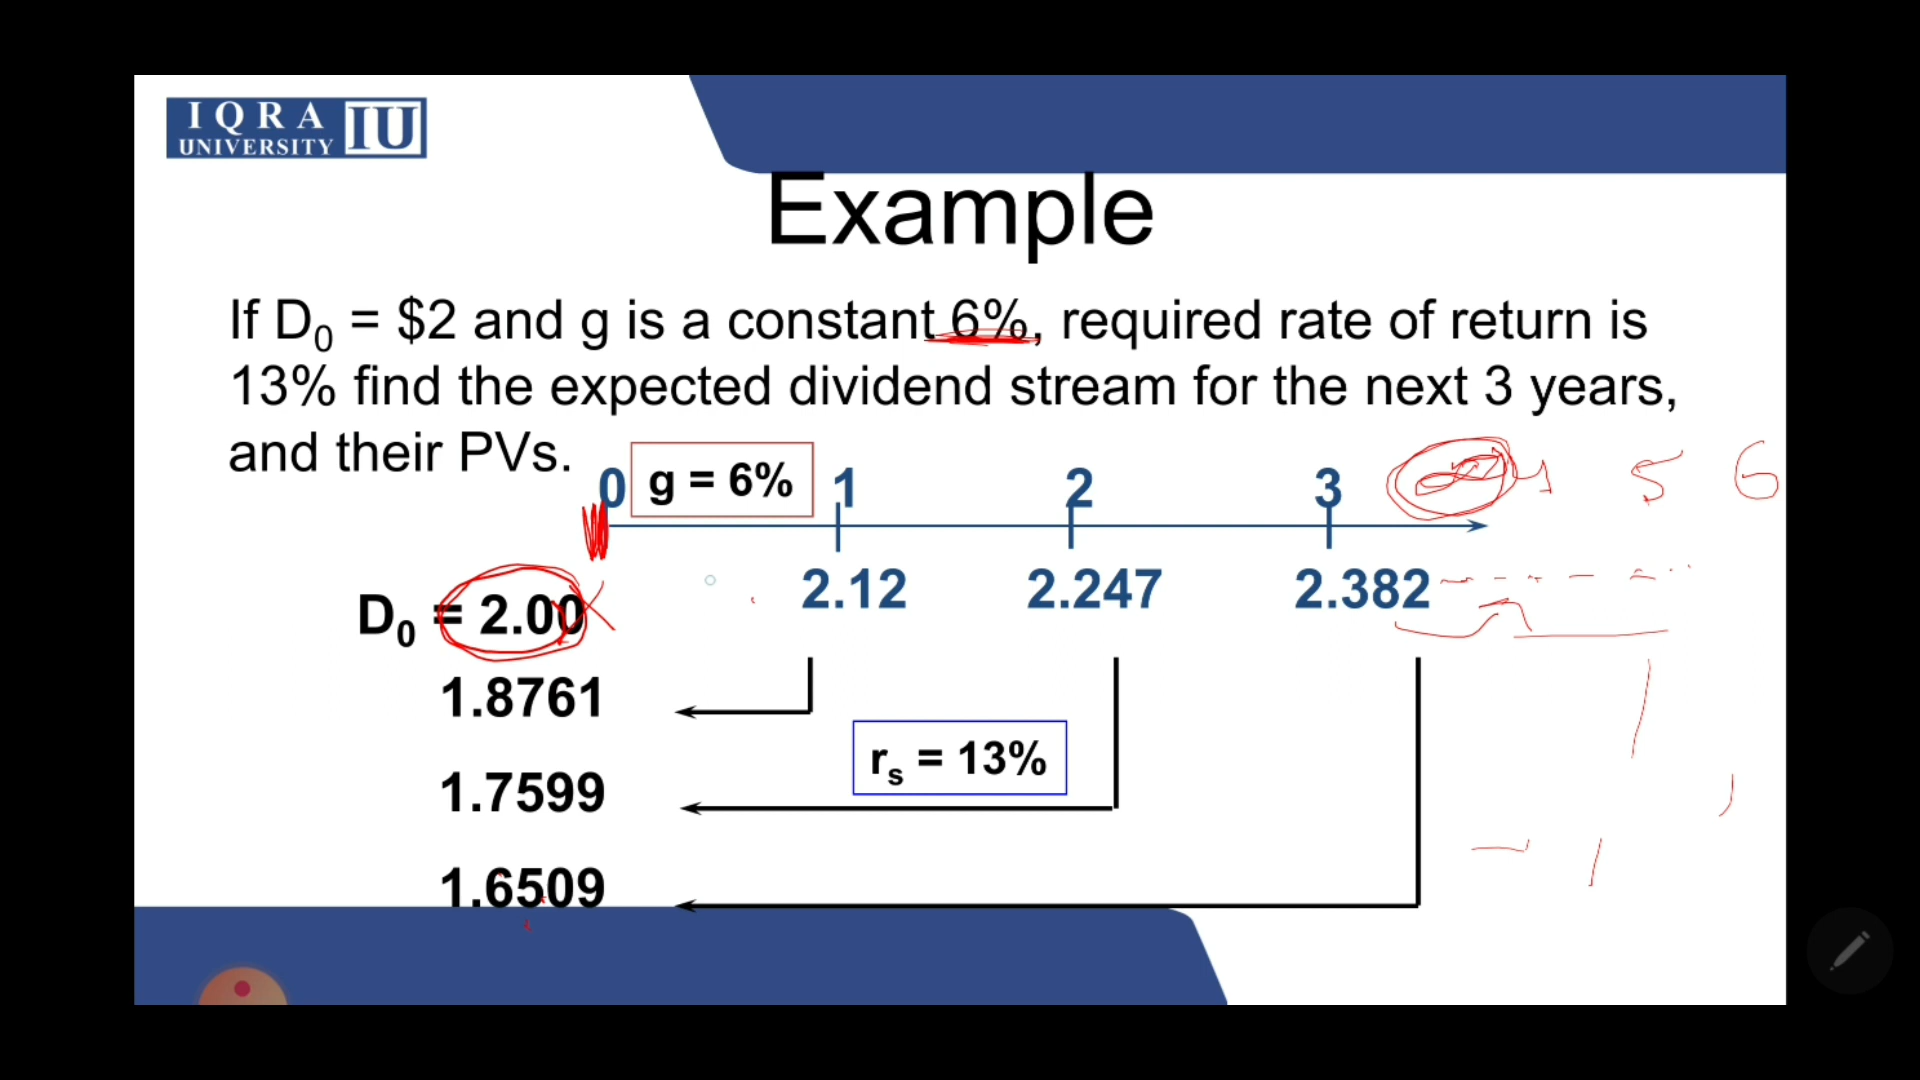 IQRA
UNIVERSITY
IU
Example
If D₀ = $2 and g is a constant 6%, required rate of return is
13% find the expected dividend stream for the next 3 years,
and their PVs.
0 g = 6% 1 2 3 4 5 6
D₀ = 2.00 2.12 2.247 2.382
1.8761
rₛ = 13%
1.7599
1.6509